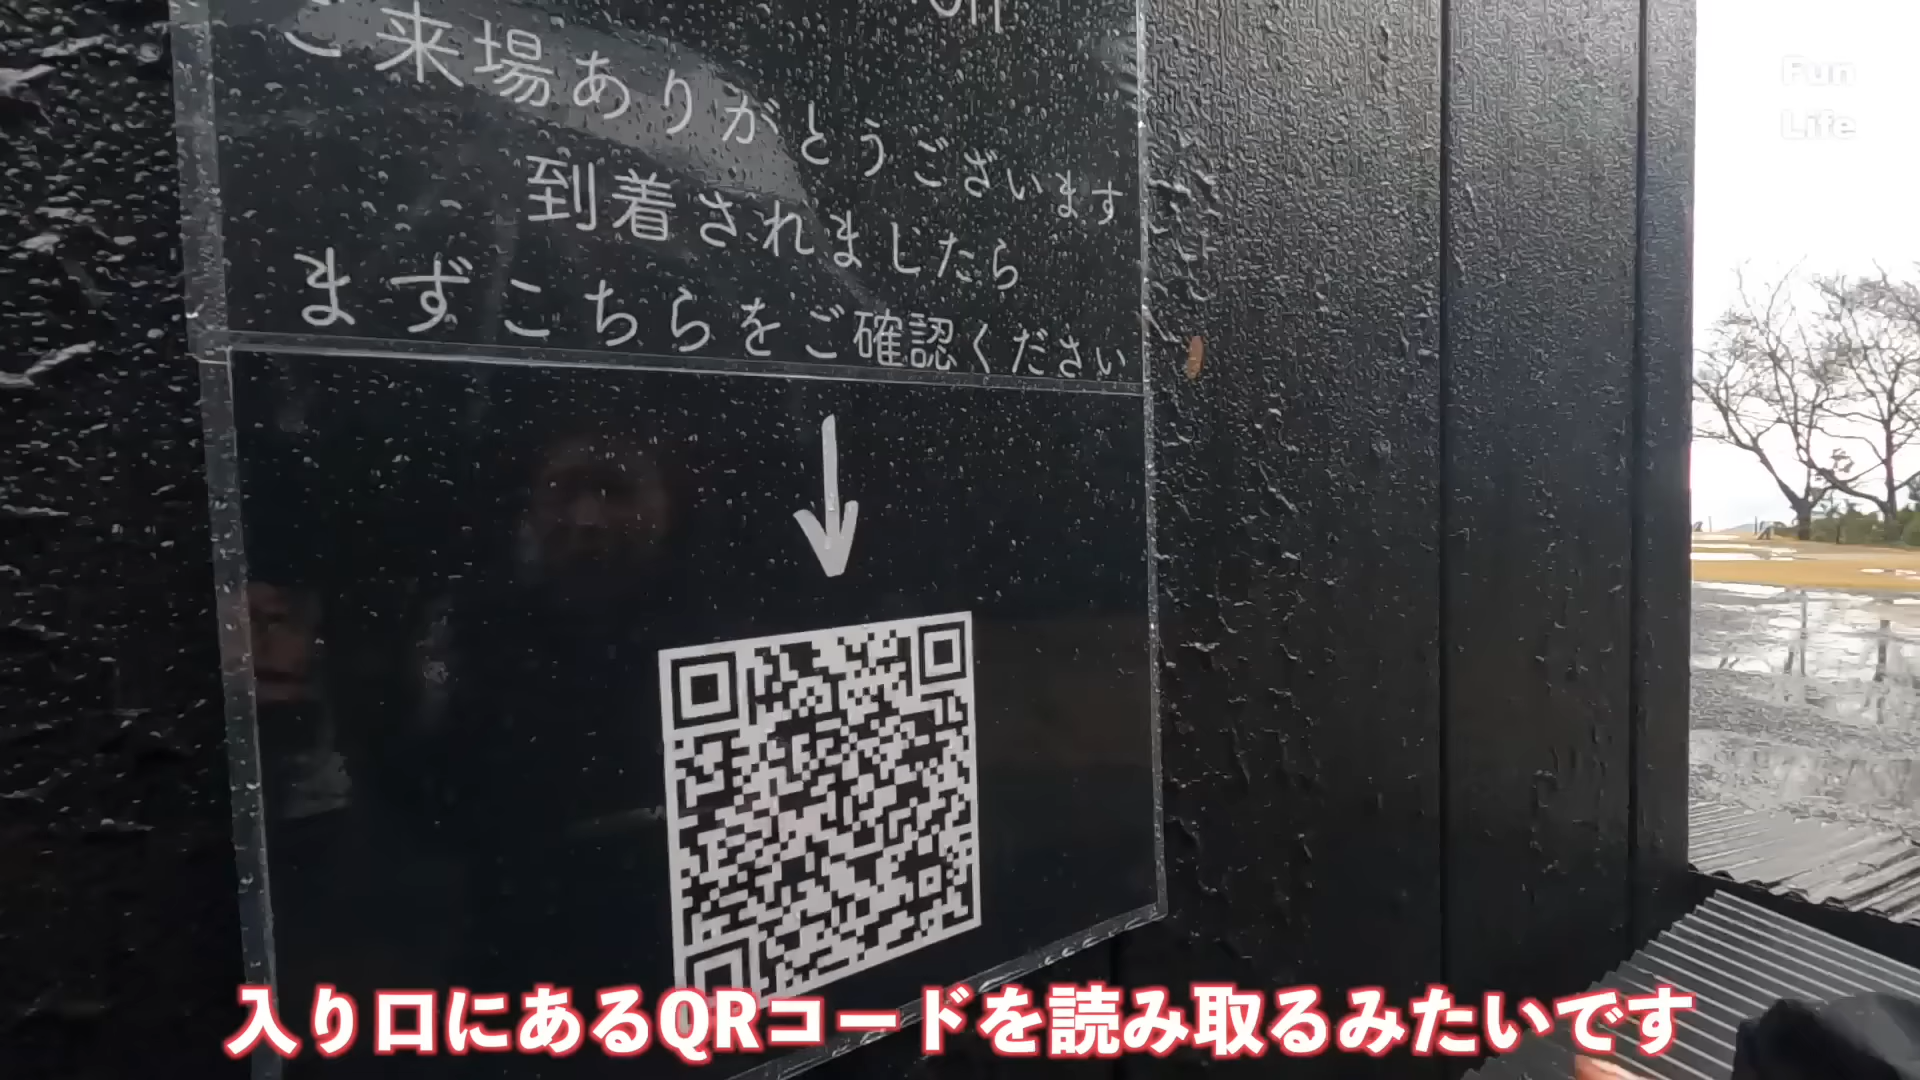 ご来場ありがとうございます
到着されましたら
まずこちらをご確認ください
Fun
Life
入り口にあるQRコードを読み取るみたいです